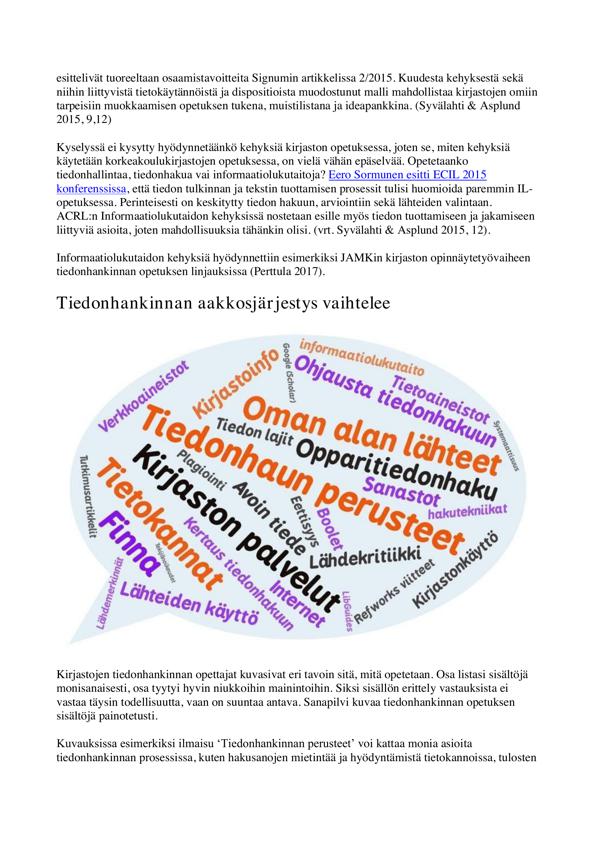 esittelivät tuoreeltaan osaamistavoitteita Signumin artikkelissa 2/2015. Kuudesta kehyksestä sekä
niihin liittyvistä tietokäytännöistä ja dispositioista muodostunut malli mahdollistaa kirjastojen omiin
tarpeisiin muokkaamisen opetuksen tukena, muistilistana ja ideapankkina. (Syvälahti & Asplund
2015, 9,12)
Kyselyssä ei kysytty hyödynnetäänkö kehyksiä kirjaston opetuksessa, joten se, miten kehyksiä
käytetään korkeakoulukirjastojen opetuksessa, on vielä vähän epäselvää. Opetetaanko
tiedonhallintaa, tiedonhakua vai informaatiolukutaitoja? Eero Sormunen esitti ECIL 2015
konferenssissa, että tiedon tulkinnan ja tekstin tuottamisen prosessit tulisi huomioida paremmin IL-
opetuksessa. Perinteisesti on keskitytty tiedon hakuun, arviointiin sekä lähteiden valintaan.
ACRL:n Informaatiolukutaidon kehyksissä nostetaan esille myös tiedon tuottamiseen ja jakamiseen
liittyviä asioita, joten mahdollisuuksia tähänkin olisi. (vrt. Syvälahti & Asplund 2015, 12).
Informaatiolukutaidon kehyksiä hyödynnettiin esimerkiksi JAMKin kirjaston opinnäytetyövaiheen
tiedonhankinnan opetuksen linjauksissa (Perttula 2017).
Tiedonhankinnan aakkosjärjestys vaihtelee
informaatiolukutaito
Google (Scholar)
Kirjastoinfo
Ohjausta tiedonhakuun
Tietoaineistot
Verkkoaineistot
Systemaattisuus
Oman alan lähteet
Tiedon lajit
Opparitiedonhaku
Tiedonhaun perusteet
Sanastot
hakutekniikat
Kirjaston palvelut
Plagiointi
Avoin tiede
Eettisyys
Boolet
Tutkimusartikkelit
Tietokannat
Lähdekritiikki
Kirjastonkäyttö
Finna
Kertaus tiedonhakuun
Internet
LibGuides
Refworks viitteet
Lähdemerkinnät
Lähteiden käyttö
Kirjastojen tiedonhankinnan opettajat kuvasivat eri tavoin sitä, mitä opetetaan. Osa listasi sisältöjä
monisanaisesti, osa tyytyi hyvin niukkoihin mainintoihin. Siksi sisällön erittely vastauksista ei
vastaa täysin todellisuutta, vaan on suuntaa antava. Sanapilvi kuvaa tiedonhankinnan opetuksen
sisältöjä painotetusti.
Kuvauksissa esimerkiksi ilmaisu ‘Tiedonhankinnan perusteet’ voi kattaa monia asioita
tiedonhankinnan prosessissa, kuten hakusanojen mietintää ja hyödyntämistä tietokannoissa, tulosten